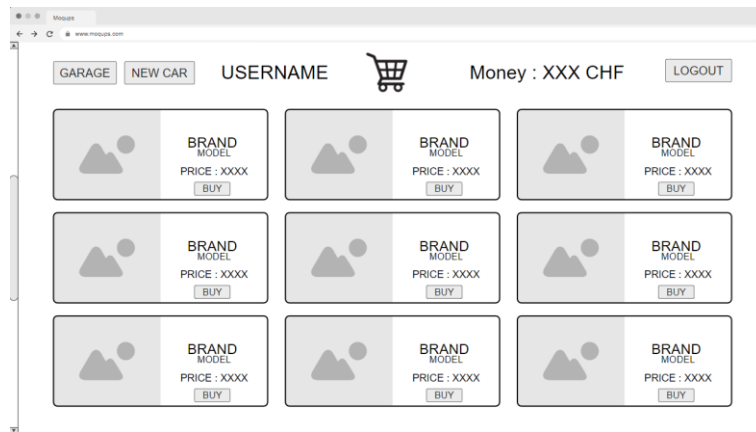 Moqups
www.moqups.com
GARAGE NEW CAR USERNAME Money : XXX CHF LOGOUT
BRAND
MODEL
PRICE : XXXX
BUY
BRAND
MODEL
PRICE : XXXX
BUY
BRAND
MODEL
PRICE : XXXX
BUY
BRAND
MODEL
PRICE : XXXX
BUY
BRAND
MODEL
PRICE : XXXX
BUY
BRAND
MODEL
PRICE : XXXX
BUY
BRAND
MODEL
PRICE : XXXX
BUY
BRAND
MODEL
PRICE : XXXX
BUY
BRAND
MODEL
PRICE : XXXX
BUY